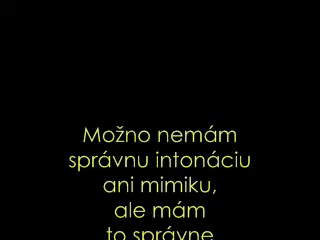 Možno nemám
správnu intonáciu
ani mimiku,
ale mám
to správne